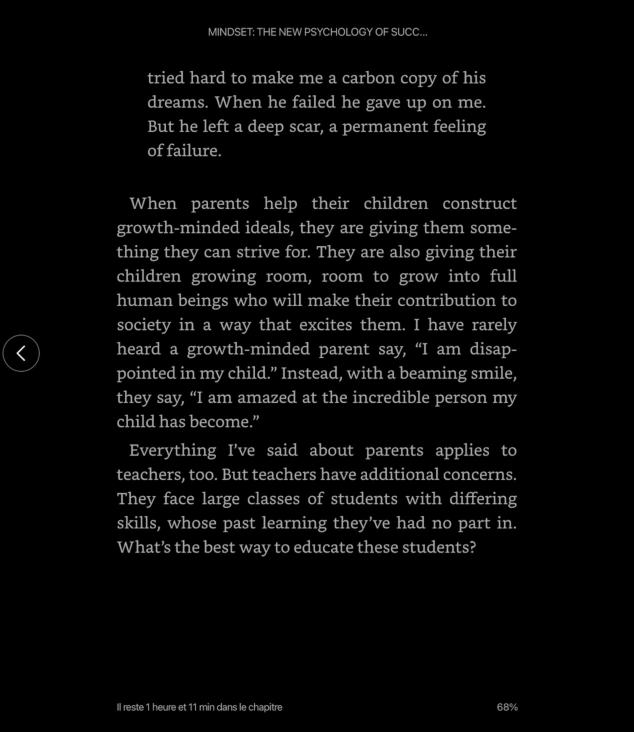 MINDSET: THE NEW PSYCHOLOGY OF SUCC...
tried hard to make me a carbon copy of his
dreams. When he failed he gave up on me.
But he left a deep scar, a permanent feeling
of failure.
When parents help their children construct
growth-minded ideals, they are giving them some-
thing they can strive for. They are also giving their
children growing room, room to grow into full
human beings who will make their contribution to
society in a way that excites them. I have rarely
heard a growth-minded parent say, “I am disap-
pointed in my child.” Instead, with a beaming smile,
they say, “I am amazed at the incredible person my
child has become.”
Everything I’ve said about parents applies to
teachers, too. But teachers have additional concerns.
They face large classes of students with differing
skills, whose past learning they’ve had no part in.
What’s the best way to educate these students?
Il reste 1 heure et 11 min dans le chapitre
68%